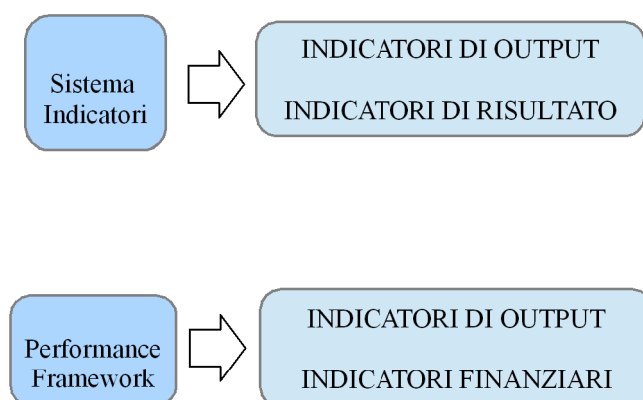 Sistema
Indicatori
INDICATORI DI OUTPUT
INDICATORI DI RISULTATO
Performance
Framework
INDICATORI DI OUTPUT
INDICATORI FINANZIARI